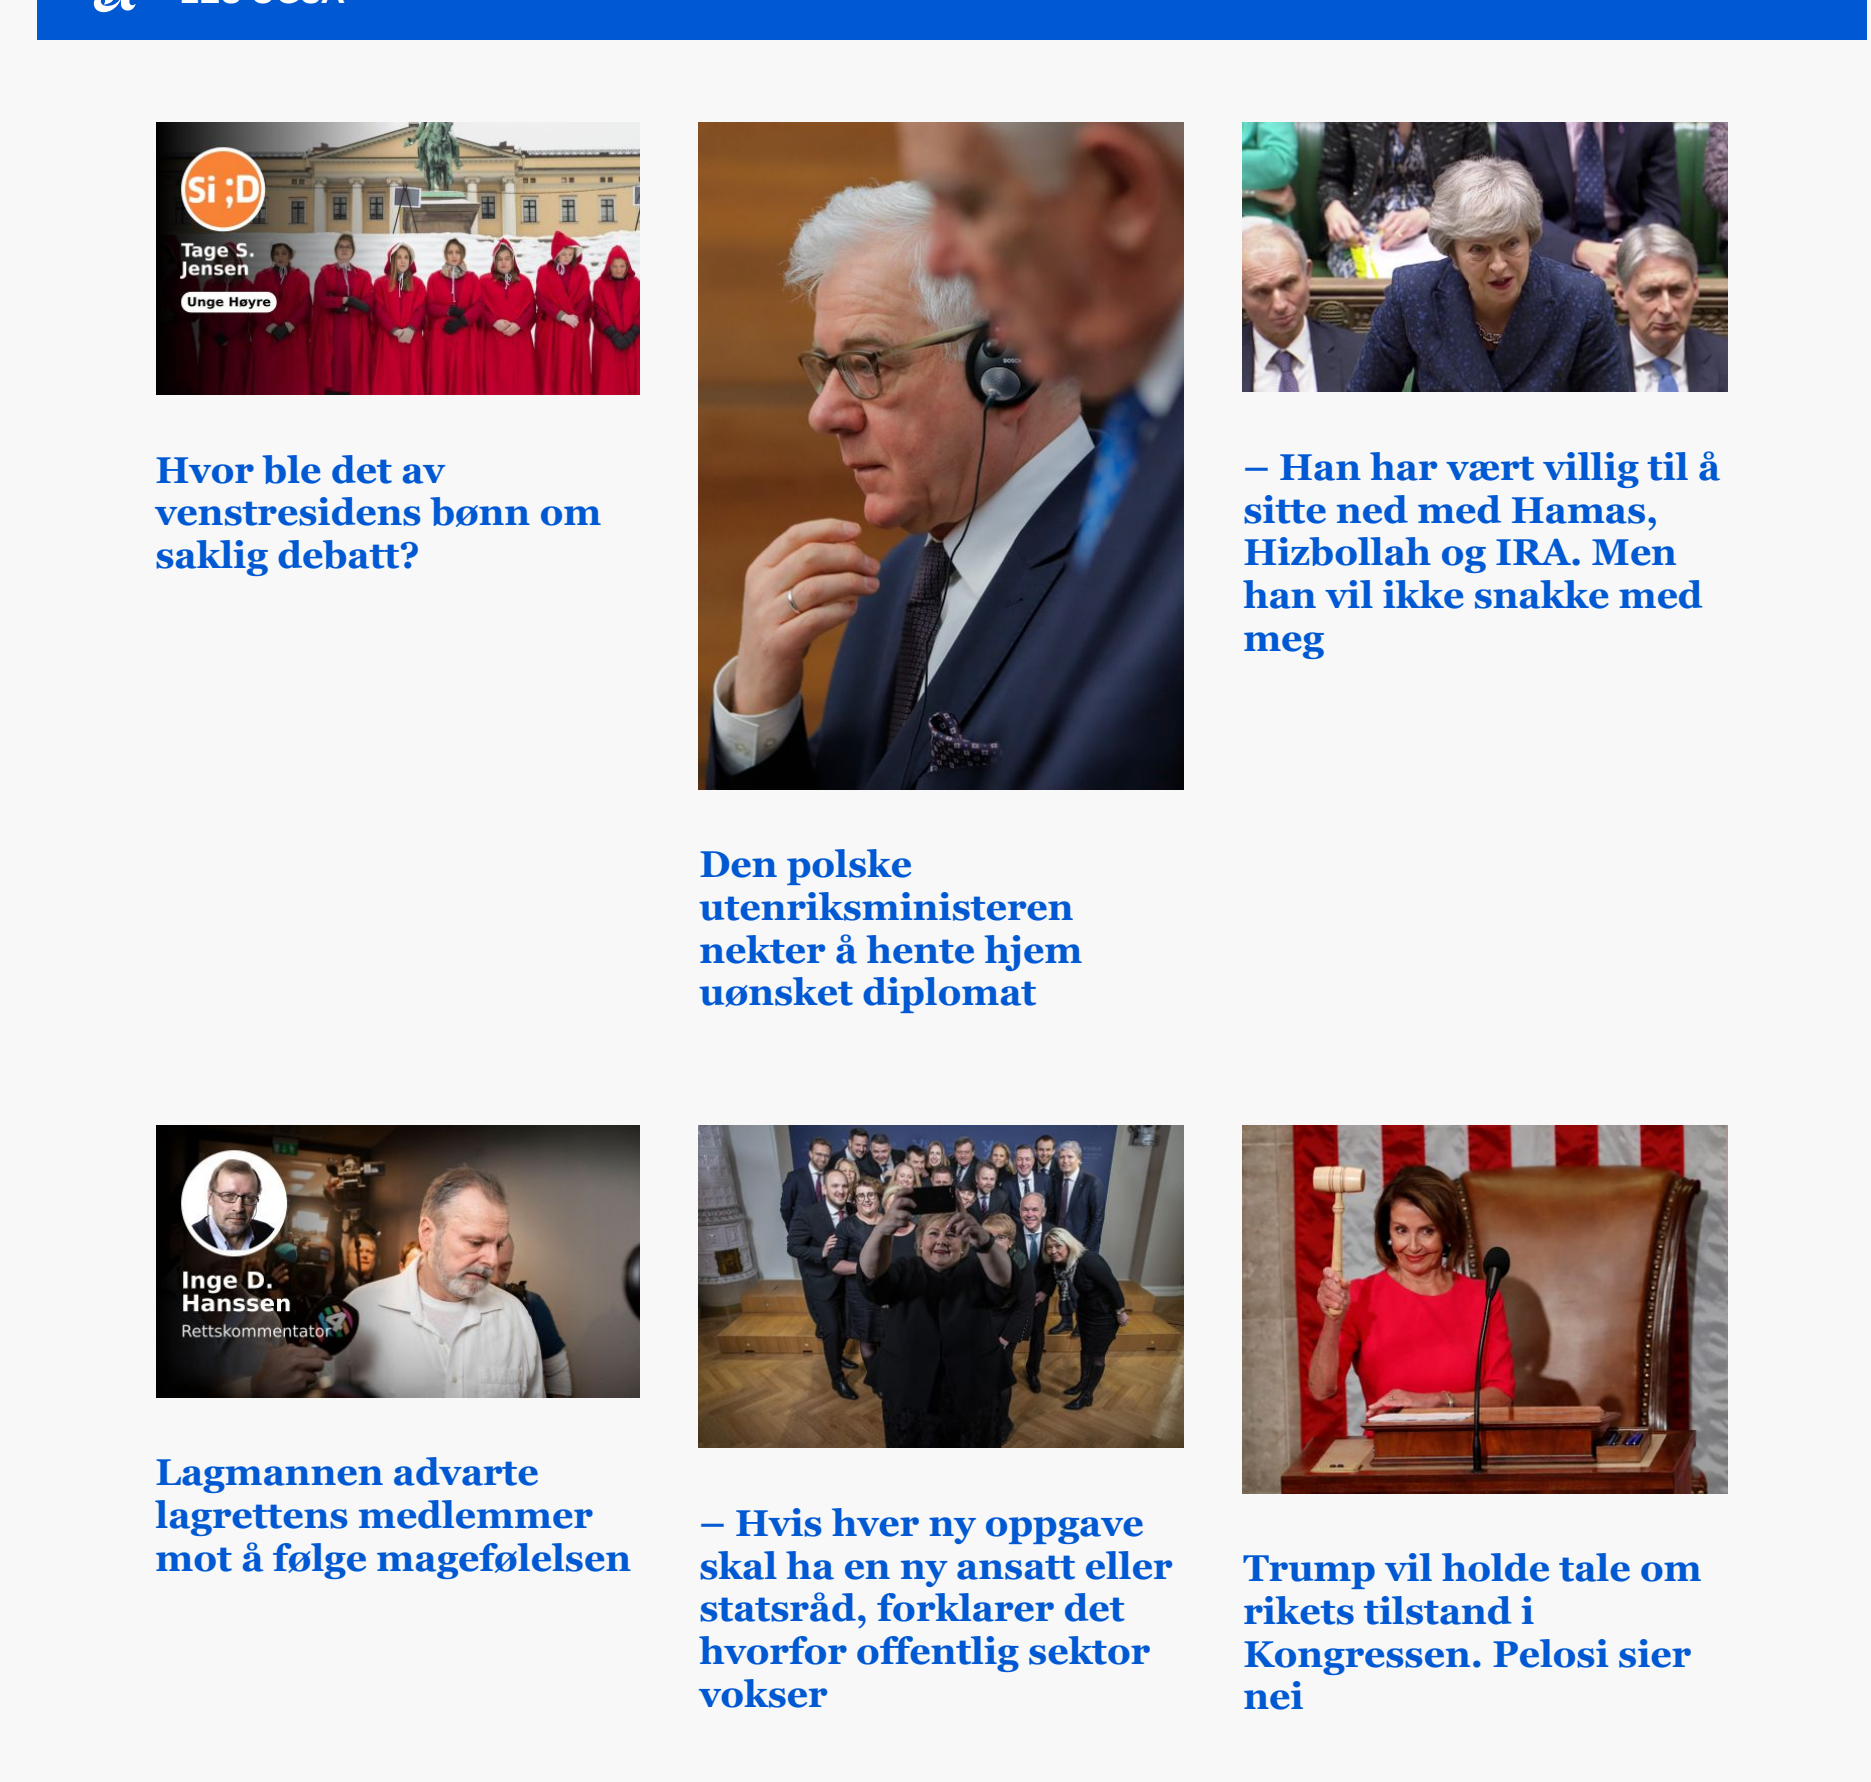 LES OGSÅ
Si ;D
Tage S.
Jensen
Unge Høyre
Hvor ble det av
venstresidens bønn om
saklig debatt?
BOSCH
Den polske
utenriksministeren
nekter å hente hjem
uønsket diplomat
– Han har vært villig til å
sitte ned med Hamas,
Hizbollah og IRA. Men
han vil ikke snakke med
meg
Inge D.
Hanssen
Rettskommentator
Lagmannen advarte
lagrettens medlemmer
mot å følge magefølelsen
– Hvis hver ny oppgave
skal ha en ny ansatt eller
statsråd, forklarer det
hvorfor offentlig sektor
vokser
Trump vil holde tale om
rikets tilstand i
Kongressen. Pelosi sier
nei